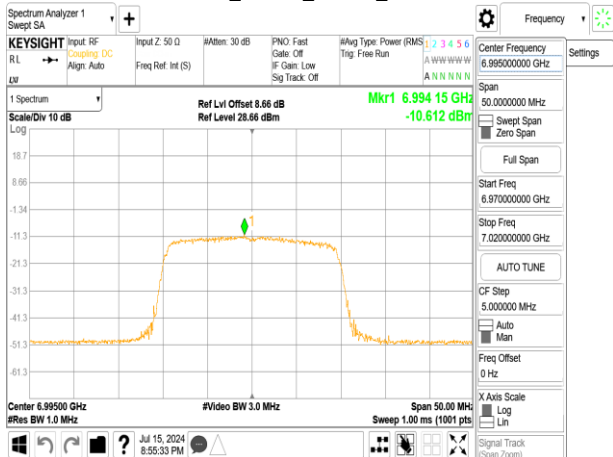 Spectrum Analyzer 1
Swept SA
+
Frequency
KEYSIGHT
Input: RF
Coupling: DC
Align: Auto
Input Z: 50 Ω
Freq Ref: Int (S)
#Atten: 30 dB
PNO: Fast
Gate: Off
IF Gain: Low
Sig Track: Off
#Avg Type: Power (RMS
Trig: Free Run
1 2 3 4 5 6
A W W W W W
A N N N N N
RL
LXI
1 Spectrum
Scale/Div 10 dB
Log
Ref Lvl Offset 8.66 dB
Ref Level 28.66 dBm
Mkr1 6.994 15 GHz
-10.612 dBm
18.7
8.66
-1.34
-11.3
-21.3
-31.3
-41.3
-51.3
-61.3
1
Center 6.99500 GHz
#Res BW 1.0 MHz
#Video BW 3.0 MHz
Span 50.00 MHz
Sweep 1.00 ms (1001 pts
Jul 15, 2024
8:55:33 PM
?
Center Frequency
6.995000000 GHz
Settings
Span
50.0000000 MHz
Swept Span
Zero Span
Full Span
Start Freq
6.970000000 GHz
Stop Freq
7.020000000 GHz
AUTO TUNE
CF Step
5.000000 MHz
Auto
Man
Freq Offset
0 Hz
X Axis Scale
Log
Lin
Signal Track
(Span Zoom)